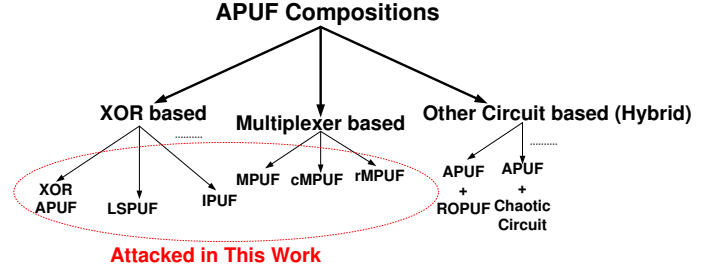 APUF Compositions
XOR based
Multiplexer based
Other Circuit based (Hybrid)
XOR
APUF
LSPUF
IPUF
MPUF
cMPUF
rMPUF
APUF
+
ROPUF
APUF
+
Chaotic
Circuit
Attacked in This Work